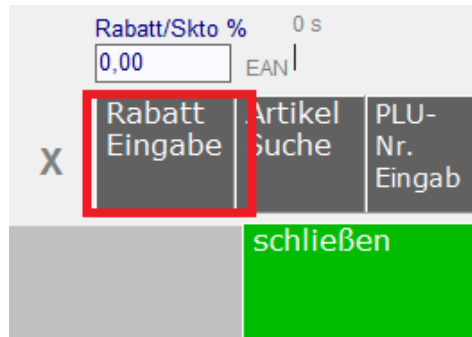 Rabatt/Skto % 0 s
0,00 EAN
Rabatt Eingabe
Artikel Suche
PLU-Nr. Eingab
X
schließen